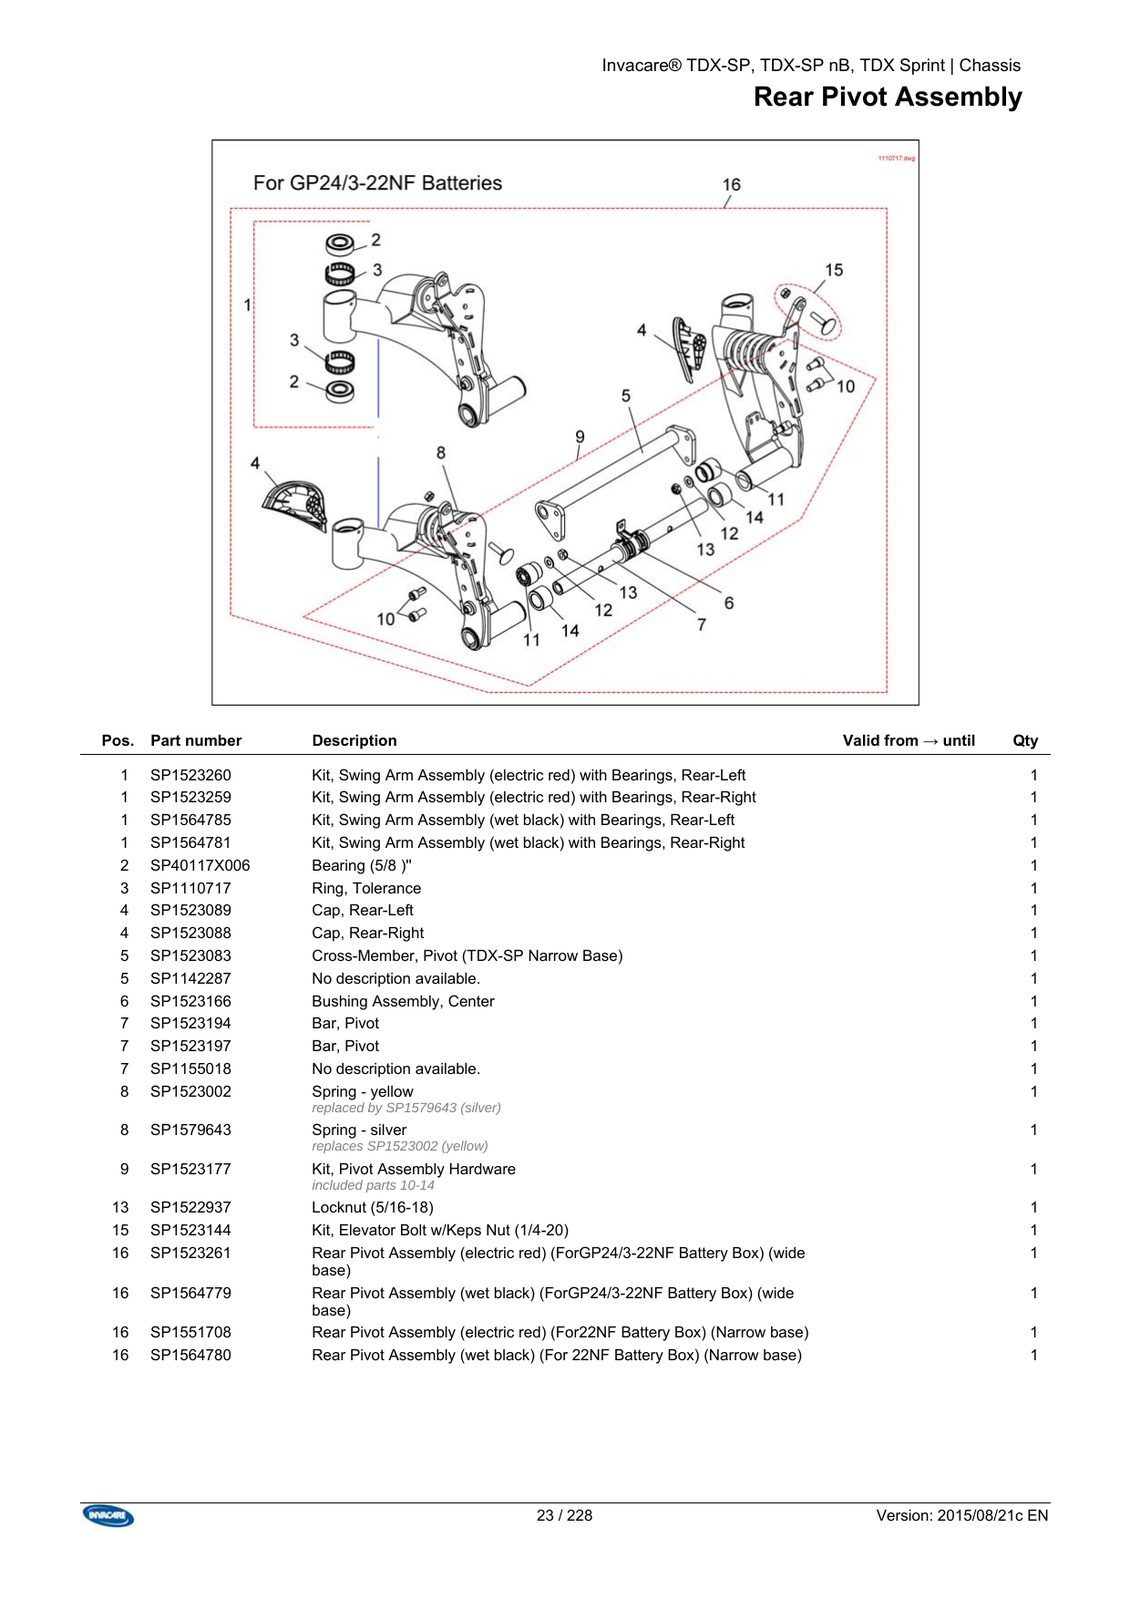 Invacare® TDX-SP, TDX-SP nB, TDX Sprint | Chassis
Rear Pivot Assembly
1110717.dwg
For GP24/3-22NF Batteries
16
2
3
1
3
2
15
4
10
5
9
8
4
11
14
12
13
13
6
12
7
10
14
11
Pos. Part number Description Valid from → until Qty
1 SP1523260 Kit, Swing Arm Assembly (electric red) with Bearings, Rear-Left 1
1 SP1523259 Kit, Swing Arm Assembly (electric red) with Bearings, Rear-Right 1
1 SP1564785 Kit, Swing Arm Assembly (wet black) with Bearings, Rear-Left 1
1 SP1564781 Kit, Swing Arm Assembly (wet black) with Bearings, Rear-Right 1
2 SP40117X006 Bearing (5/8 )" 1
3 SP1110717 Ring, Tolerance 1
4 SP1523089 Cap, Rear-Left 1
4 SP1523088 Cap, Rear-Right 1
5 SP1523083 Cross-Member, Pivot (TDX-SP Narrow Base) 1
5 SP1142287 No description available. 1
6 SP1523166 Bushing Assembly, Center 1
7 SP1523194 Bar, Pivot 1
7 SP1523197 Bar, Pivot 1
7 SP1155018 No description available. 1
8 SP1523002 Spring - yellow 1
replaced by SP1579643 (silver)
8 SP1579643 Spring - silver 1
replaces SP1523002 (yellow)
9 SP1523177 Kit, Pivot Assembly Hardware 1
included parts 10-14
13 SP1522937 Locknut (5/16-18) 1
15 SP1523144 Kit, Elevator Bolt w/Keps Nut (1/4-20) 1
16 SP1523261 Rear Pivot Assembly (electric red) (ForGP24/3-22NF Battery Box) (wide 1
base)
16 SP1564779 Rear Pivot Assembly (wet black) (ForGP24/3-22NF Battery Box) (wide 1
base)
16 SP1551708 Rear Pivot Assembly (electric red) (For22NF Battery Box) (Narrow base) 1
16 SP1564780 Rear Pivot Assembly (wet black) (For 22NF Battery Box) (Narrow base) 1
INVACARE
23 / 228
Version: 2015/08/21c EN